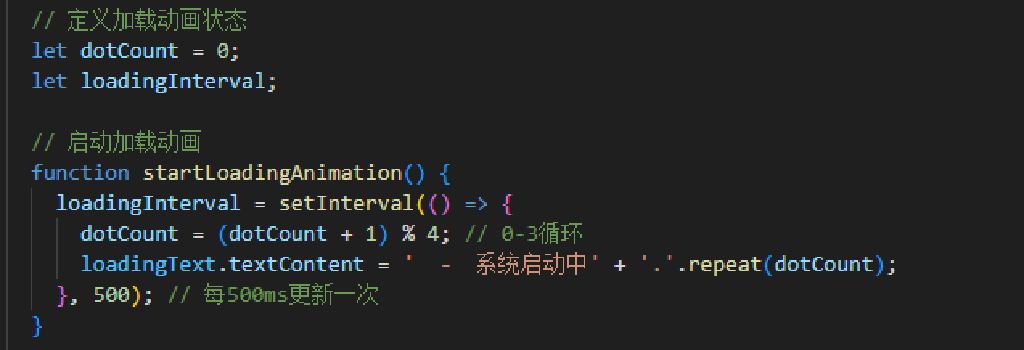 // 定义加载动画状态
let dotCount = 0;
let loadingInterval;

// 启动加载动画
function startLoadingAnimation() {
  loadingInterval = setInterval(() => {
    dotCount = (dotCount + 1) % 4; // 0-3循环
    loadingText.textContent = '  -  系统启动中' + '.'.repeat(dotCount);
  }, 500); // 每500ms更新一次
}